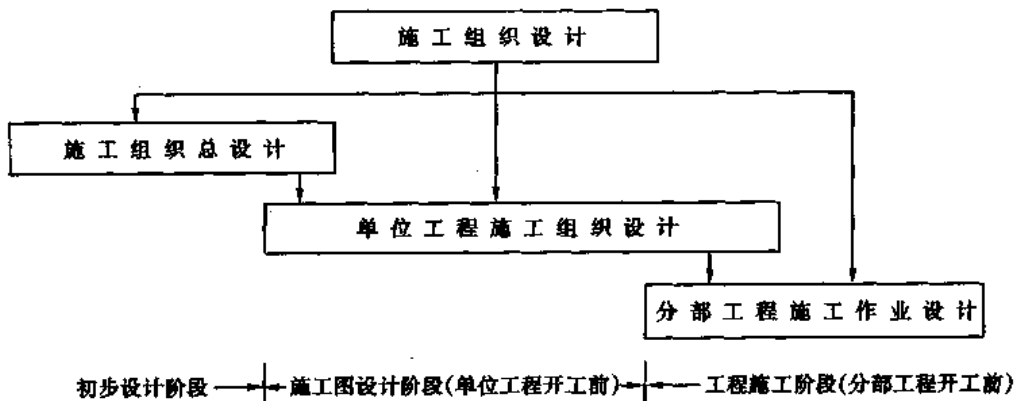 施工组织设计
施工组织总设计
单位工程施工组织设计
分部工程施工作业设计
初步设计阶段 施工图设计阶段(单位工程开工前) 工程施工阶段(分部工程开工前)